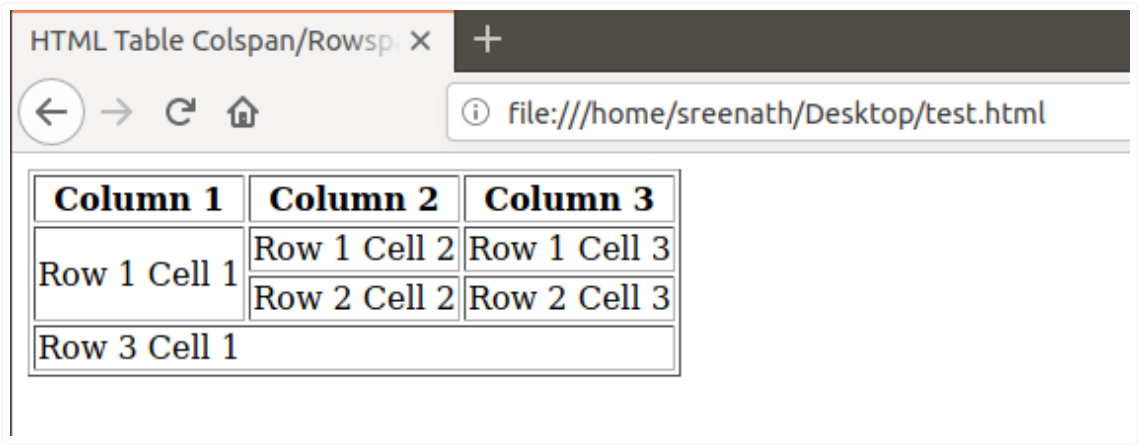 HTML Table Colspan/Rowsp
file:///home/sreenath/Desktop/test.html
Column 1 Column 2 Column 3
Row 1 Cell 1 Row 1 Cell 2 Row 1 Cell 3
Row 2 Cell 2 Row 2 Cell 3
Row 3 Cell 1